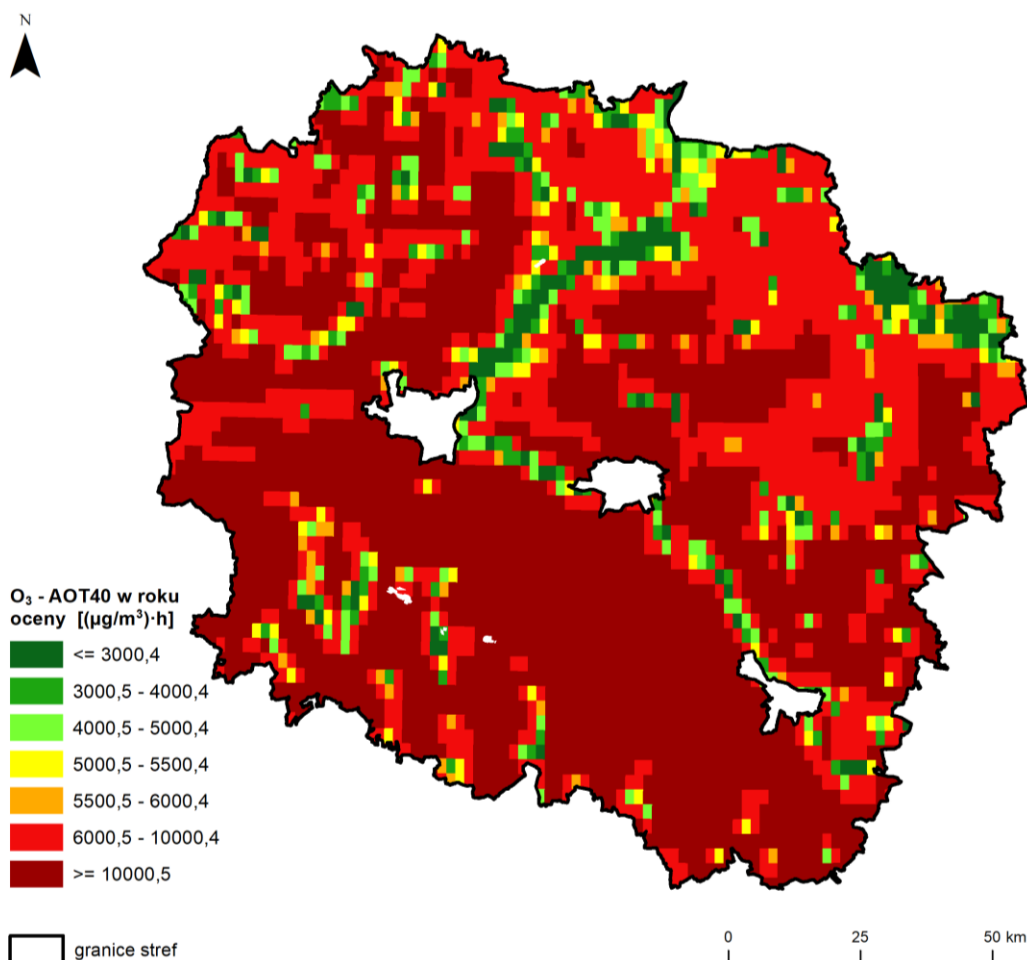 N
O₃ - AOT40 w roku
oceny [(µg/m³)·h]
<= 3000,4
3000,5 - 4000,4
4000,5 - 5000,4
5000,5 - 5500,4
5500,5 - 6000,4
6000,5 - 10000,4
>= 10000,5
granice stref
0 25 50 km